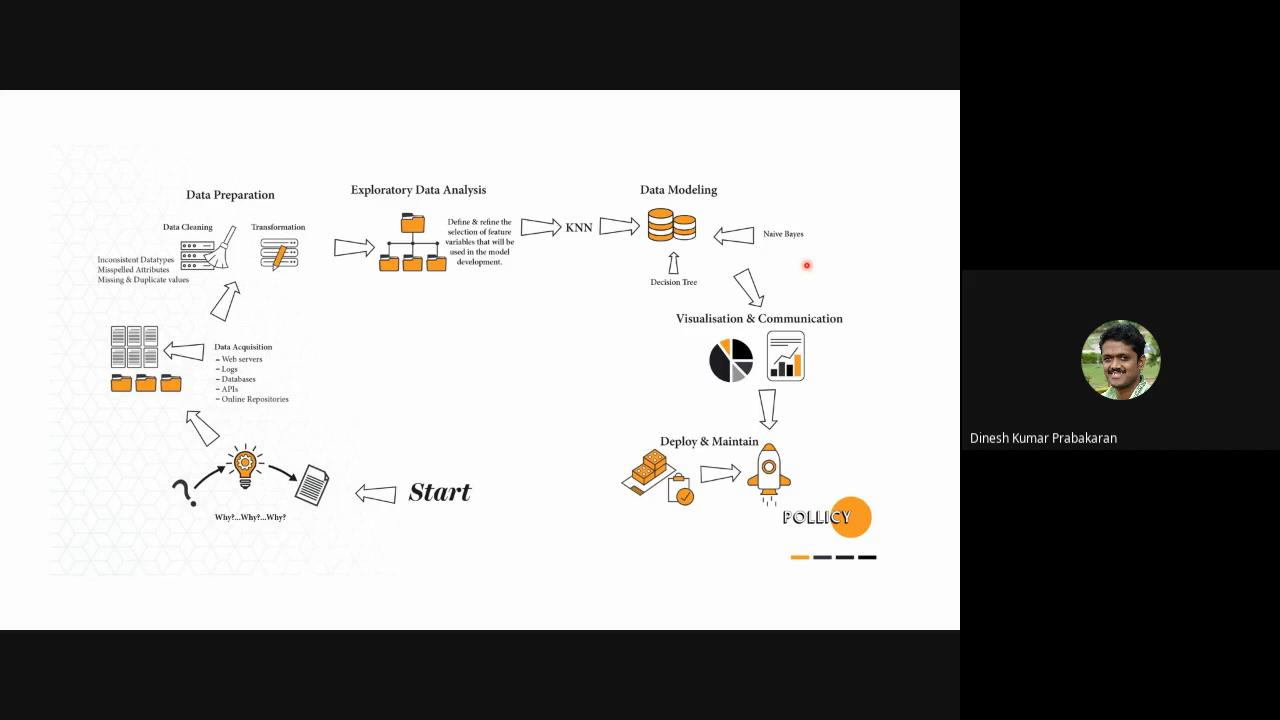 Data Preparation
Data Cleaning
Transformation
Inconsistent Datatypes
Misspelled Attributes
Missing & Duplicate values
Exploratory Data Analysis
Define & refine the
selection of feature
variables that will be
used in the model
development.
KNN
Data Modeling
Naive Bayes
Decision Tree
Visualisation & Communication
Data Acquisition
– Web servers
– Logs
– Databases
– APIs
– Online Repositories
Deploy & Maintain
Why?...Why?...Why?
Start
POLLICY
Dinesh Kumar Prabakaran